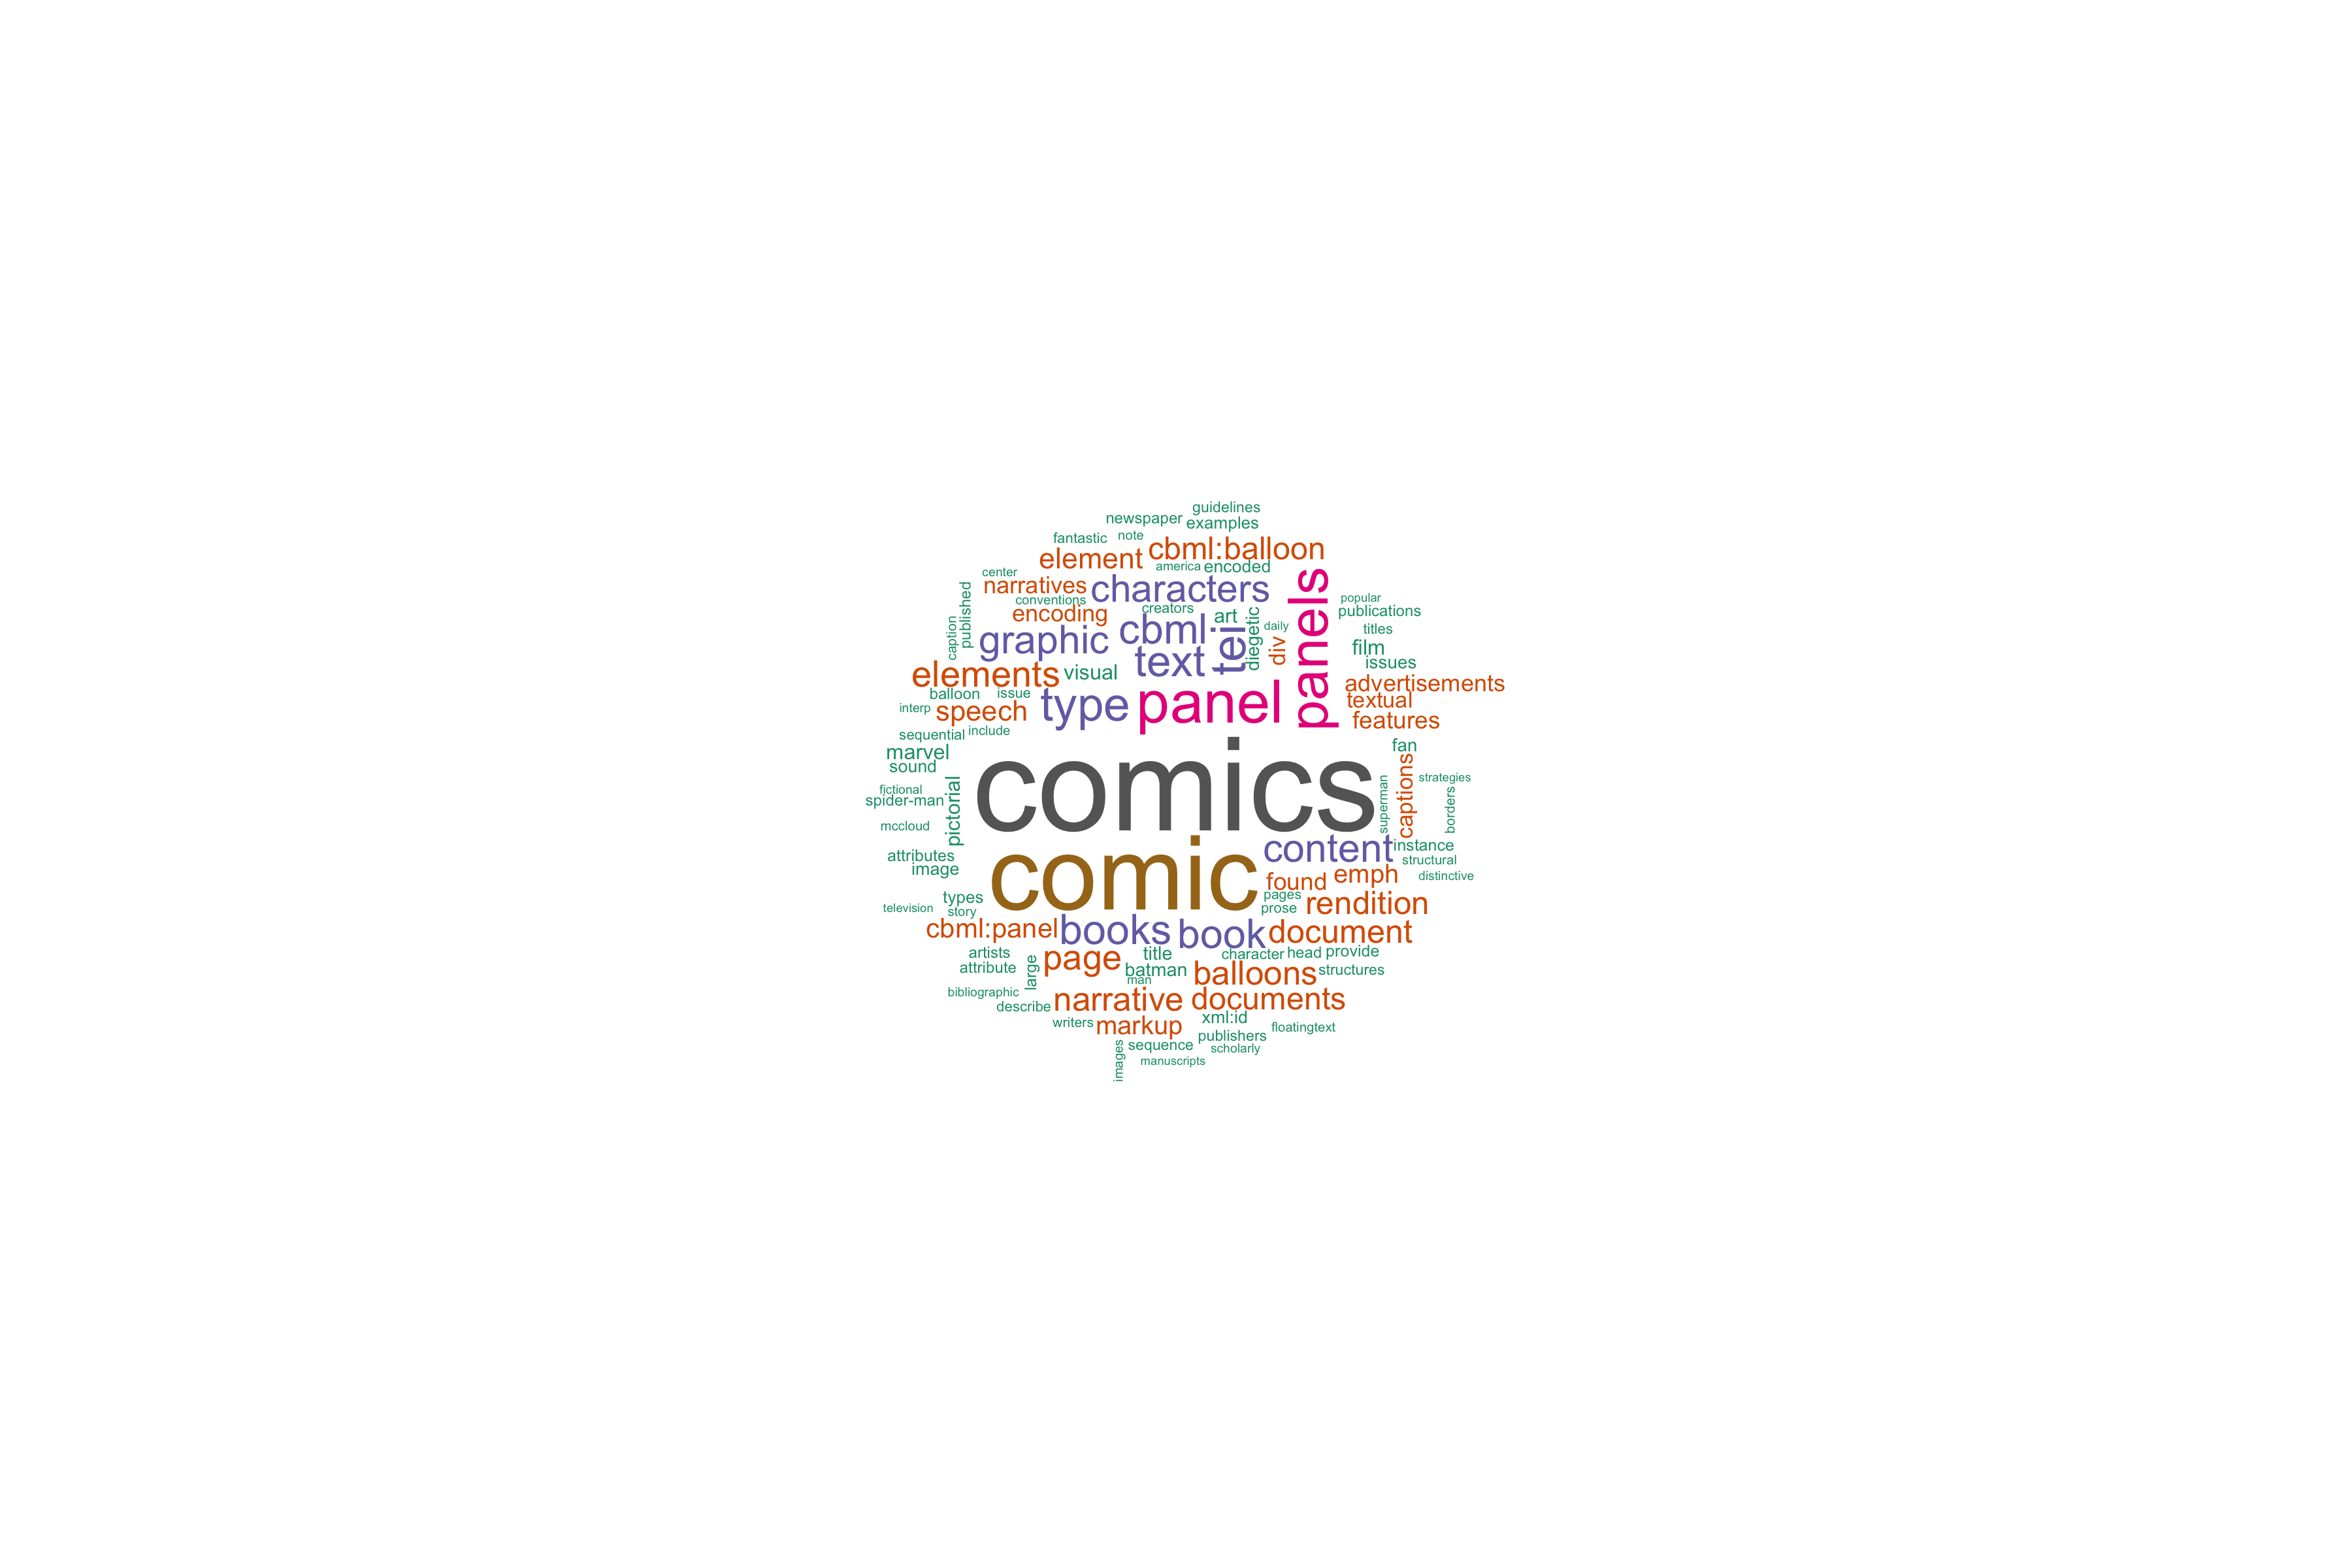 guidelines
newspaper
examples
fantastic
note
element
cbml:balloon
center
america
encoded
narratives
characters
conventions
creators
encoding
art
graphic
cbml
tei
diegetic
daily
div
panels
popular
publications
titles
film
issues
caption
published
text
elements
visual
advertisements
textual
balloon
issue
type
panel
features
interp
speech
sequential
include
marvel
sound
comics
fan
captions
strategies
superman
borders
fictional
spider-man
pictorial
mccloud
comic
content
instance
structural
attributes
image
found
emph
distinctive
types
pages
television
story
prose
rendition
cbml:panel
books
book
document
artists
page
title
character
head
provide
attribute
large
batman
man
balloons
structures
bibliographic
describe
narrative
documents
writers
markup
xml:id
floatingtext
publishers
images
sequence
scholarly
manuscripts